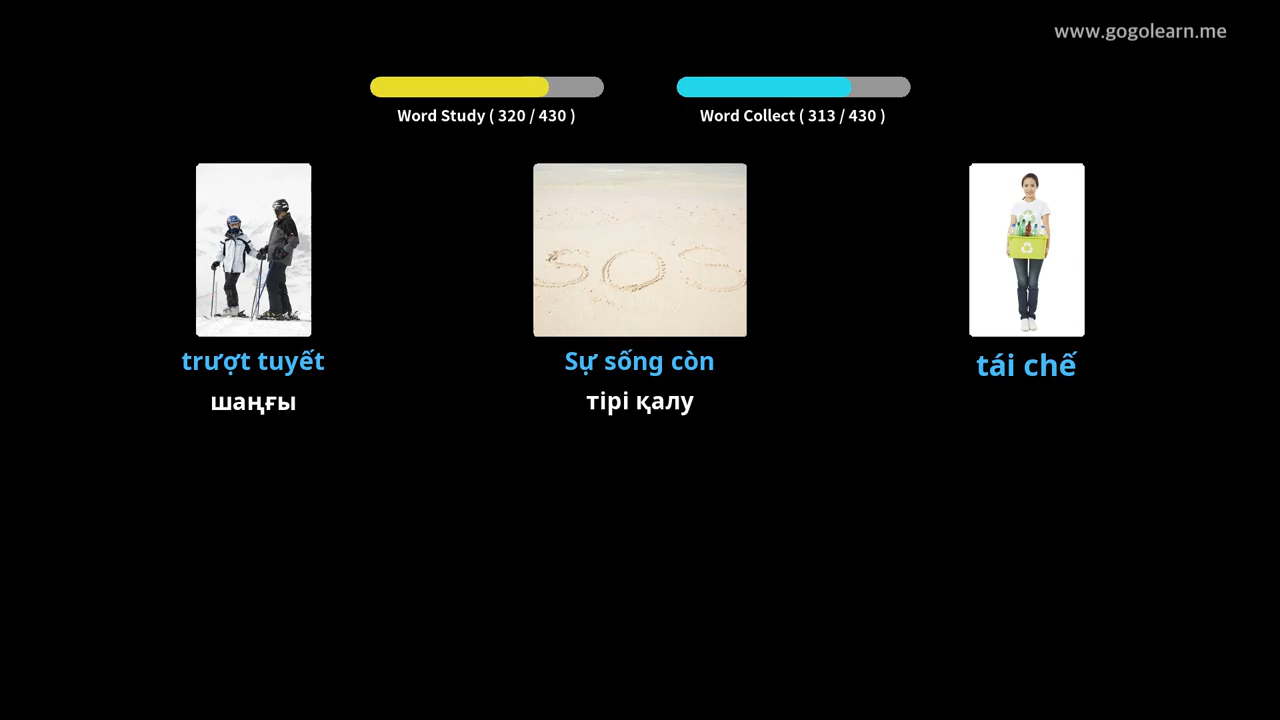 www.gogolearn.me
Word Study ( 320 / 430 )
Word Collect ( 313 / 430 )
SOS
trượt tuyết
Sự sống còn
tái chế
шаңғы
тірі қалу